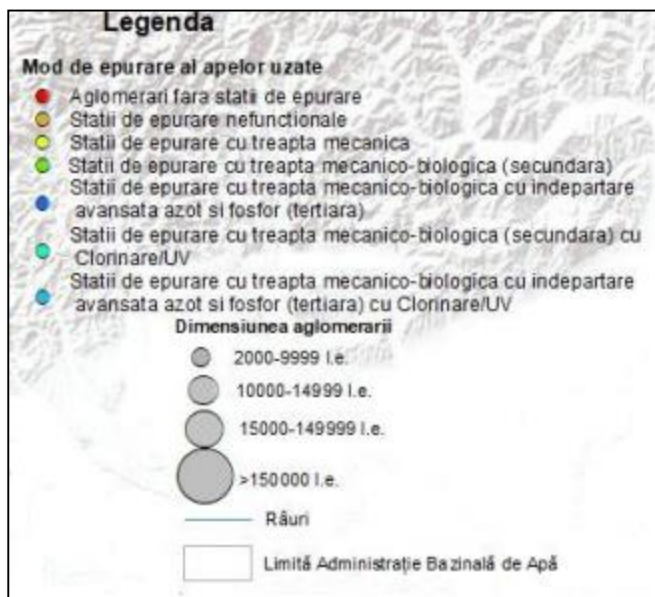 Legenda
Mod de epurare al apelor uzate
Aglomerari fara statii de epurare
Statii de epurare nefunctionale
Statii de epurare cu treapta mecanica
Statii de epurare cu treapta mecanico-biologica (secundara)
Statii de epurare cu treapta mecanico-biologica cu indepartare
avansata azot si fosfor (tertiara)
Statii de epurare cu treapta mecanico-biologica (secundara) cu
Clorinare/UV
Statii de epurare cu treapta mecanico-biologica cu indepartare
avansata azot si fosfor (tertiara) cu Clorinare/UV
Dimensiunea aglomerarii
2000-9999 l.e.
10000-14999 l.e.
15000-149999 l.e.
>150000 l.e.
Râuri
Limită Administrație Bazinală de Apă